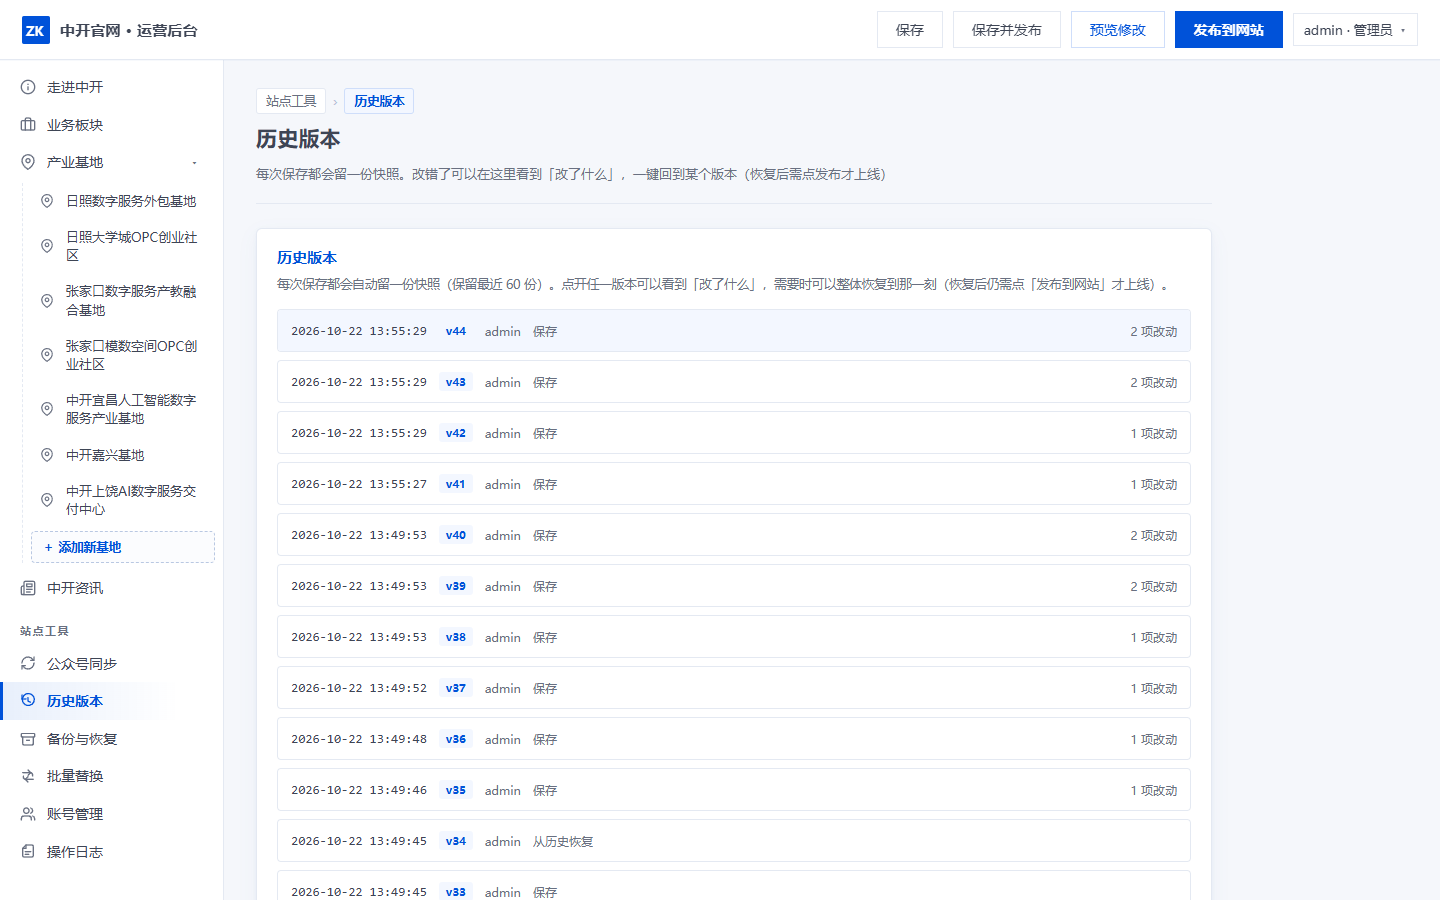 ZK 中开官网 • 运营后台
保存
保存并发布
预览修改
发布到网站
admin · 管理员
走进中开
业务板块
产业基地
日照数字服务外包基地
日照大学城OPC创业社
区
张家口数字服务产教融
合基地
张家口模数空间OPC创
业社区
中开宜昌人工智能数字
服务产业基地
中开嘉兴基地
中开上饶AI数字服务交
付中心
+ 添加新基地
中开资讯
站点工具
公众号同步
历史版本
备份与恢复
批量替换
账号管理
操作日志
站点工具 › 历史版本
历史版本
每次保存都会留一份快照。改错了可以在这里看到「改了什么」，一键回到某个版本（恢复后需点发布才上线）
历史版本
每次保存都会自动留一份快照（保留最近 60 份）。点开任一版本可以看到「改了什么」，需要时可以整体恢复到那一刻（恢复后仍需点「发布到网站」才上线）。
2026-10-22 13:55:29 v44 admin 保存 2 项改动
2026-10-22 13:55:29 v43 admin 保存 2 项改动
2026-10-22 13:55:29 v42 admin 保存 1 项改动
2026-10-22 13:55:27 v41 admin 保存 1 项改动
2026-10-22 13:49:53 v40 admin 保存 2 项改动
2026-10-22 13:49:53 v39 admin 保存 2 项改动
2026-10-22 13:49:53 v38 admin 保存 1 项改动
2026-10-22 13:49:52 v37 admin 保存 1 项改动
2026-10-22 13:49:48 v36 admin 保存 1 项改动
2026-10-22 13:49:46 v35 admin 保存 1 项改动
2026-10-22 13:49:45 v34 admin 从历史恢复
2026-10-22 13:49:45 v33 admin 保存